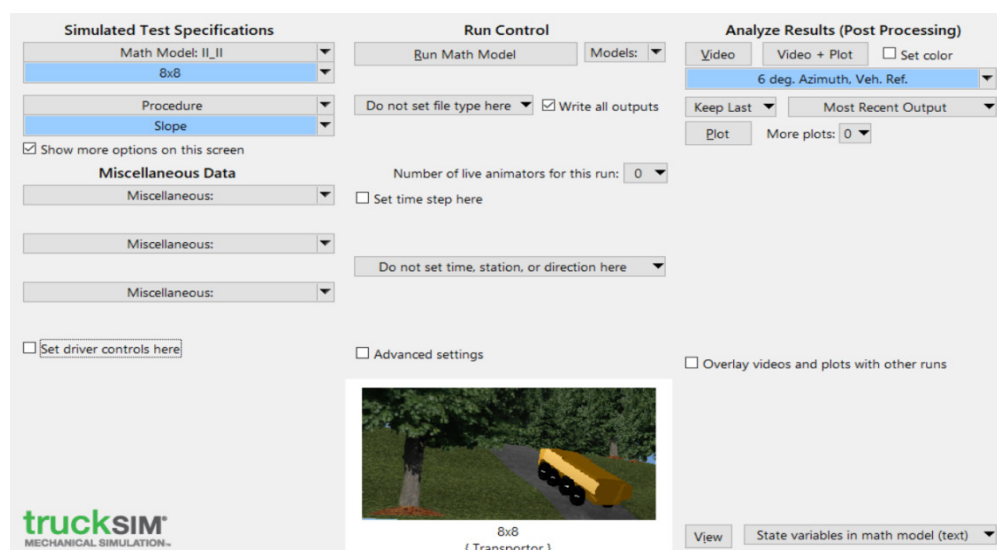 Simulated Test Specifications
Math Model: II_II
8x8
Procedure
Slope
Show more options on this screen
Miscellaneous Data
Miscellaneous:
Miscellaneous:
Miscellaneous:
Set driver controls here
truckSIM
MECHANICAL SIMULATION
Run Control
Run Math Model
Models:
Do not set file type here
Write all outputs
Number of live animators for this run: 0
Set time step here
Do not set time, station, or direction here
Advanced settings
8x8
{ Transportor }
Analyze Results (Post Processing)
Video
Video + Plot
Set color
6 deg. Azimuth, Veh. Ref.
Keep Last
Most Recent Output
Plot
More plots: 0
Overlay videos and plots with other runs
View
State variables in math model (text)